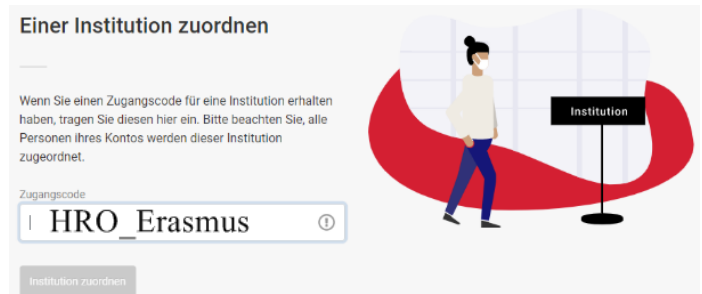 Einer Institution zuordnen
Wenn Sie einen Zugangscode für eine Institution erhalten
haben, tragen Sie diesen hier ein. Bitte beachten Sie, alle
Personen ihres Kontos werden dieser Institution
zugeordnet.
Zugangscode
HRO_Erasmus
Institution zuordnen
Institution